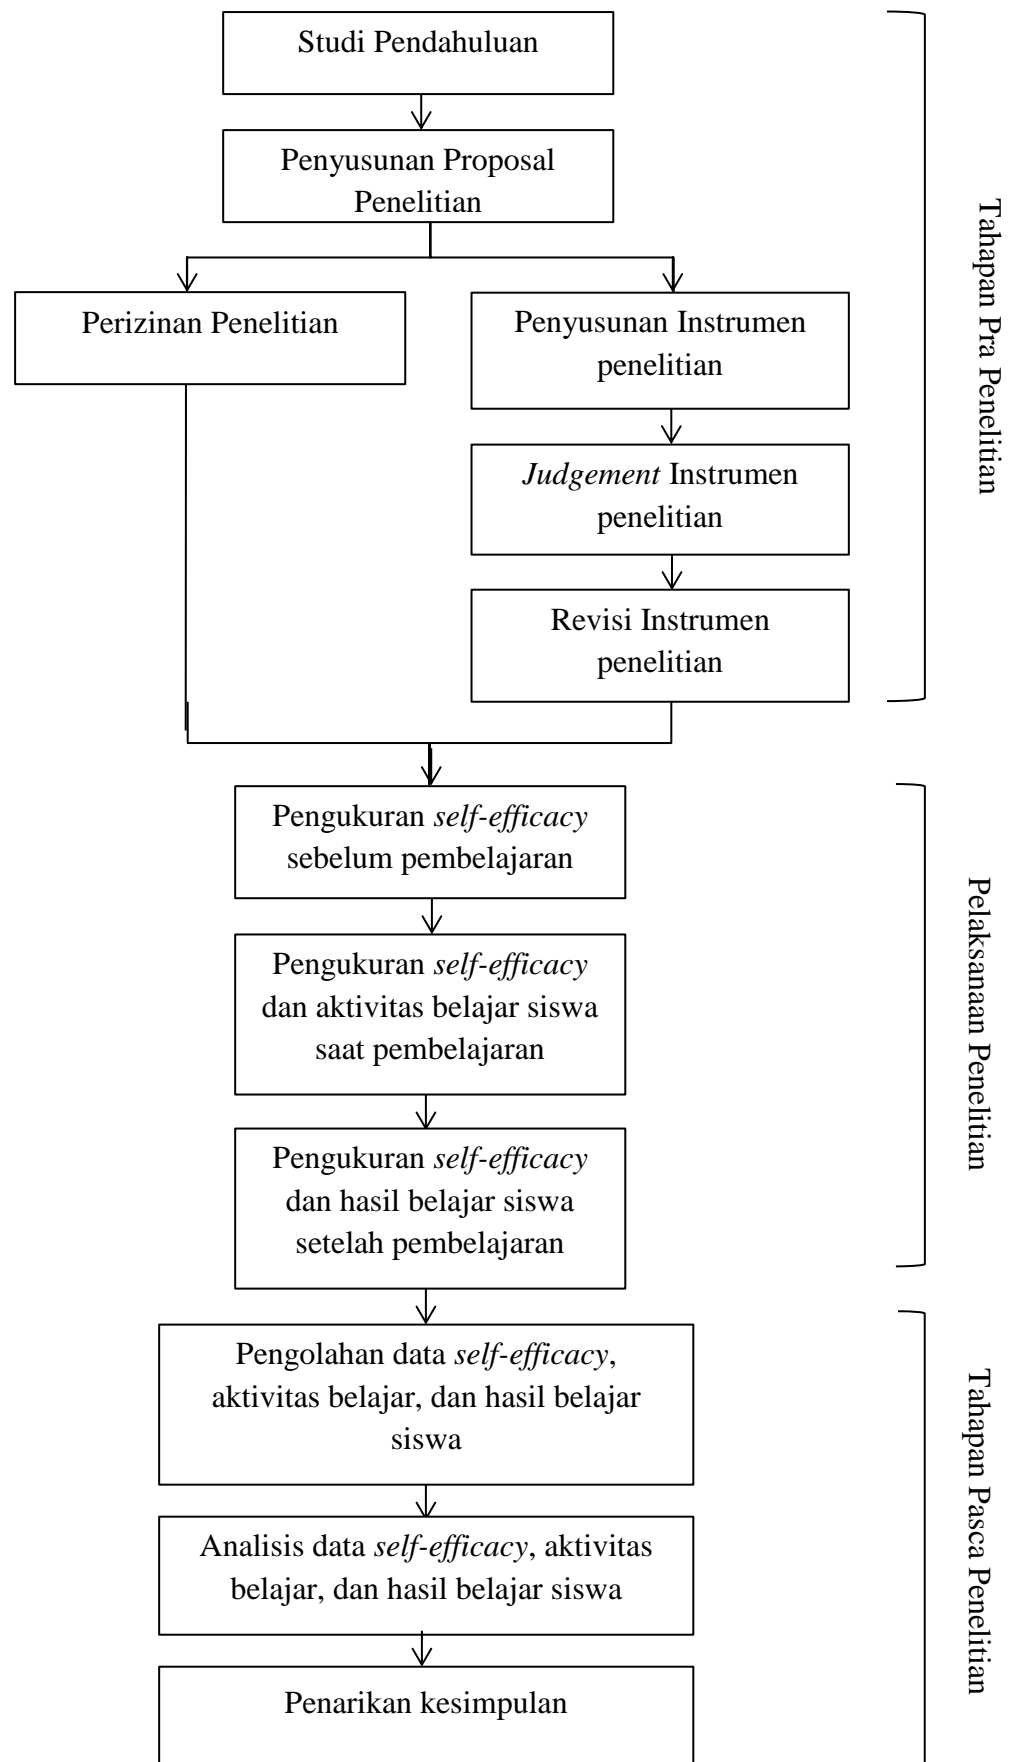 Studi Pendahuluan
Penyusunan Proposal
Penelitian
Perizinan Penelitian
Penyusunan Instrumen
penelitian
Judgement Instrumen
penelitian
Revisi Instrumen
penelitian
Tahapan Pra Penelitian
Pengukuran self-efficacy
sebelum pembelajaran
Pengukuran self-efficacy
dan aktivitas belajar siswa
saat pembelajaran
Pengukuran self-efficacy
dan hasil belajar siswa
setelah pembelajaran
Pelaksanaan Penelitian
Pengolahan data self-efficacy,
aktivitas belajar, dan hasil belajar
siswa
Analisis data self-efficacy, aktivitas
belajar, dan hasil belajar siswa
Penarikan kesimpulan
Tahapan Pasca Penelitian